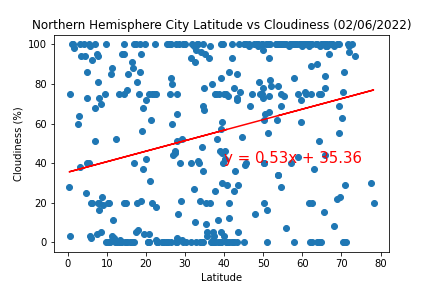 Northern Hemisphere City Latitude vs Cloudiness (02/06/2022)
100
80
60
40
20
0
Cloudiness (%)
y = 0.53x + 35.36
0 10 20 30 40 50 60 70 80
Latitude